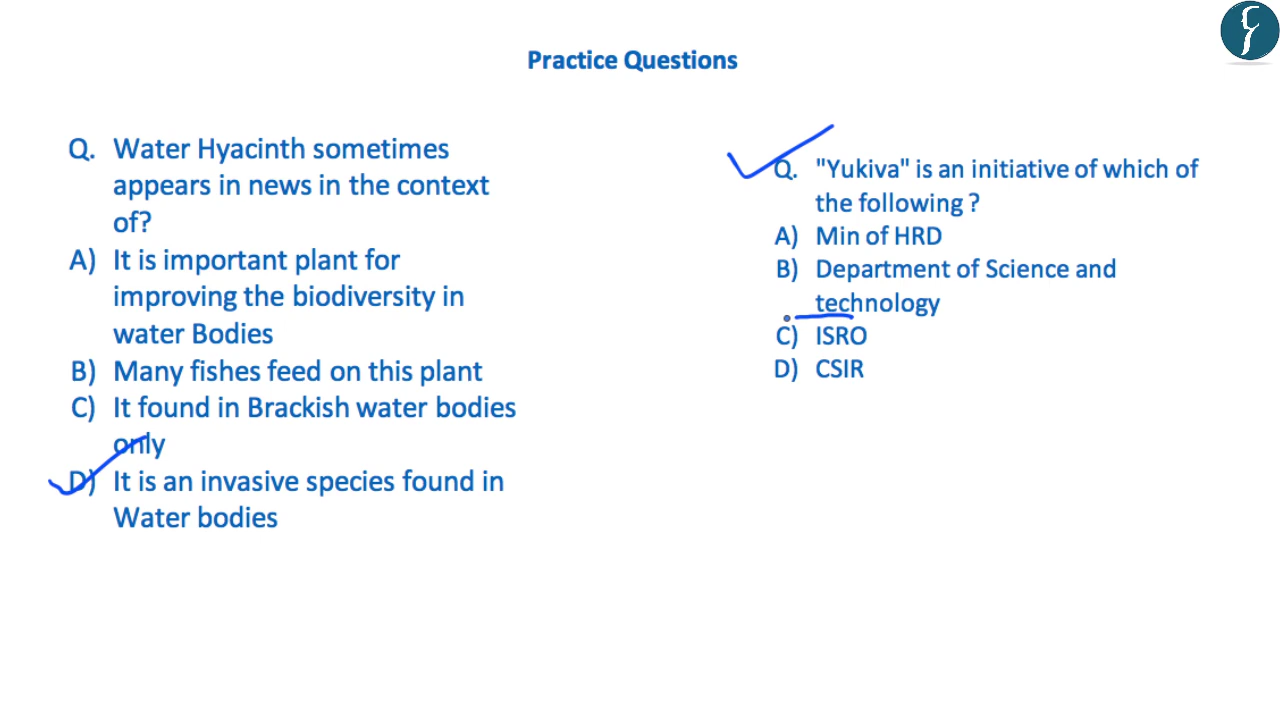 Practice Questions
Q. Water Hyacinth sometimes
appears in news in the context
of?
A) It is important plant for
improving the biodiversity in
water Bodies
B) Many fishes feed on this plant
C) It found in Brackish water bodies
only
D) It is an invasive species found in
Water bodies
Q. "Yukiva" is an initiative of which of
the following ?
A) Min of HRD
B) Department of Science and
technology
C) ISRO
D) CSIR